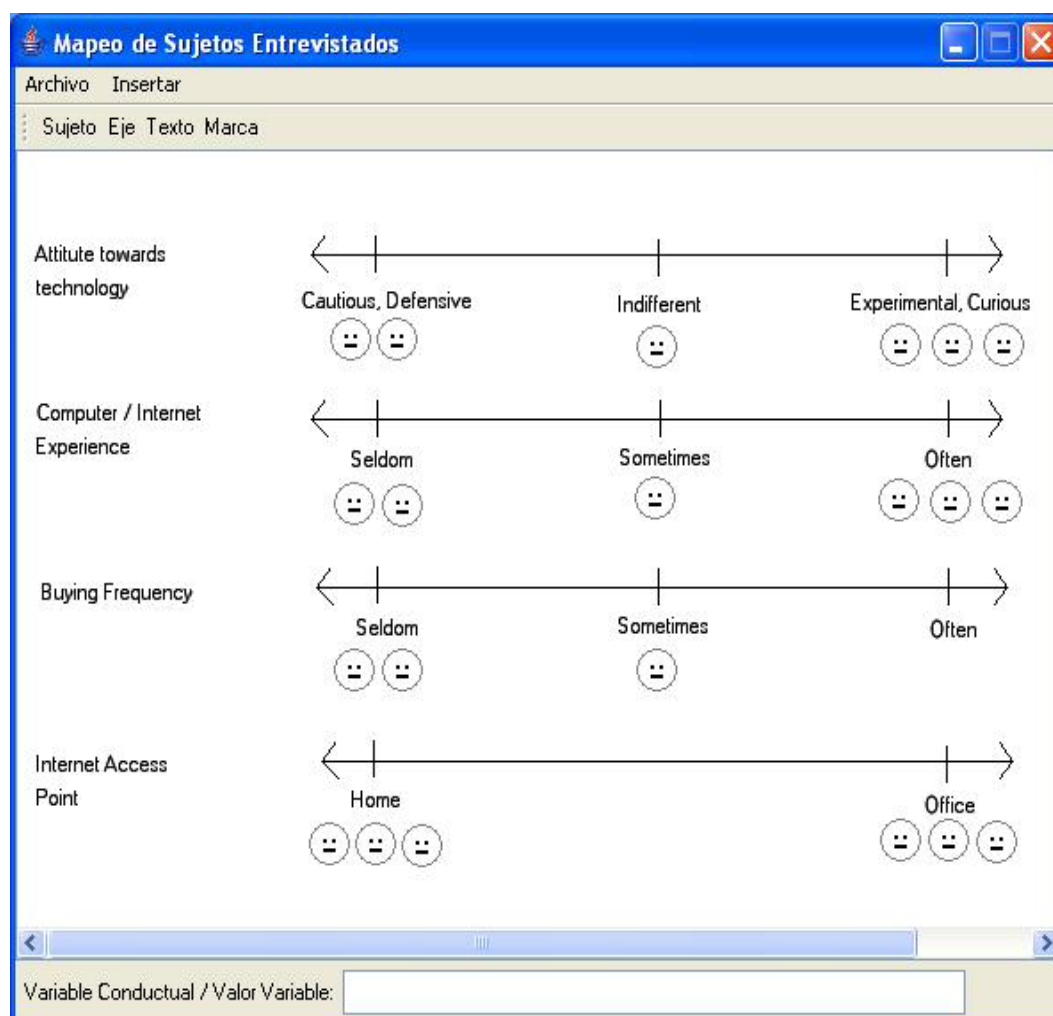 Mapeo de Sujetos Entrevistados
Archivo Insertar
Sujeto Eje Texto Marca
Attitute towards
technology
Cautious, Defensive
Indifferent
Experimental, Curious
Computer / Internet
Experience
Seldom
Sometimes
Often
Buying Frequency
Seldom
Sometimes
Often
Internet Access
Point
Home
Office
Variable Conductual / Valor Variable: